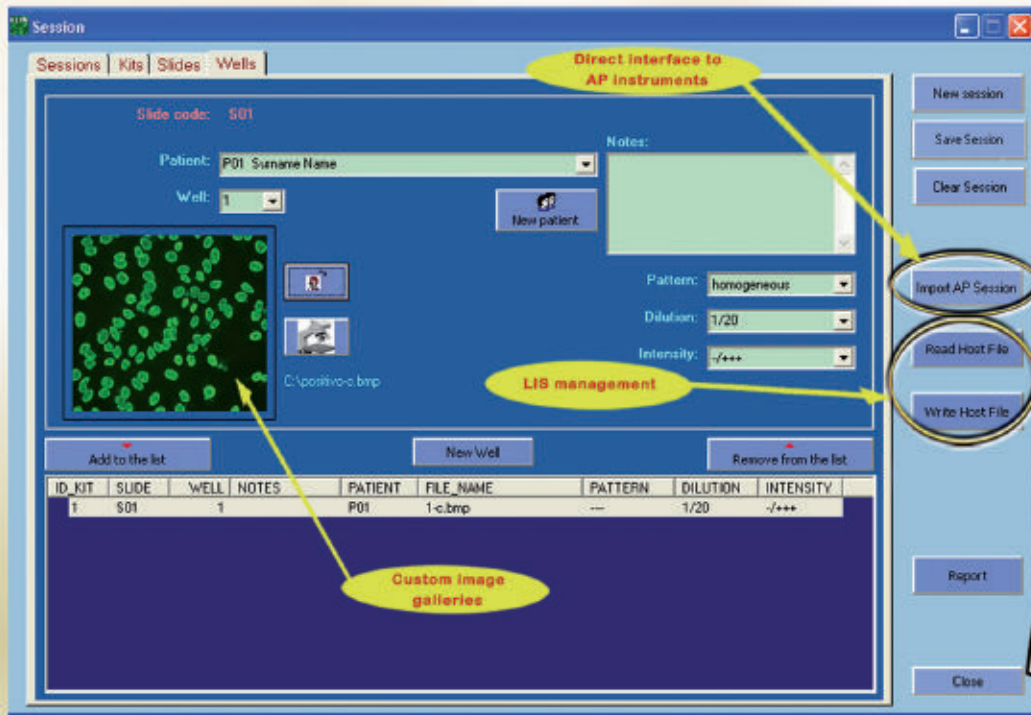 Session
Sessions Kits Slides Wells
Direct interface to
AP instruments
New session
Slide code: S01
Notes:
Save Session
Patient: P01 Surname Name
Clear Session
Well: 1
New patient
Pattern: homogeneous
Import AP Session
Dilution: 1/20
Intensity: -/+++
Read Host File
C:\positivo-c.bmp
LIS management
Write Host File
Add to the list
New Well
Remove from the list
ID_KIT SLIDE WELL NOTES PATIENT FILE_NAME PATTERN DILUTION INTENSITY
1 S01 1 P01 1-c.bmp --- 1/20 -/+++
Custom image
galleries
Report
Close